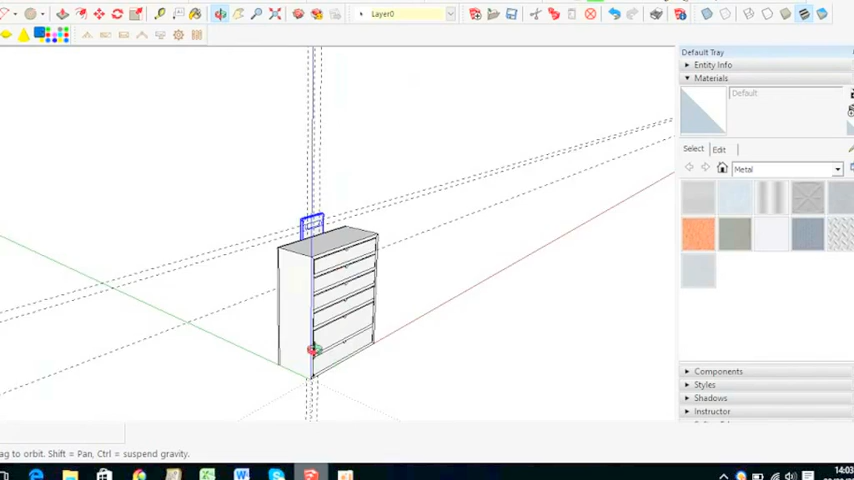 Layer0
Default Tray
Entity Info
Materials
Default
Select Edit
Metal
Components
Styles
Shadows
Instructor
ag to orbit. Shift = Pan, Ctrl = suspend gravity.
14:03